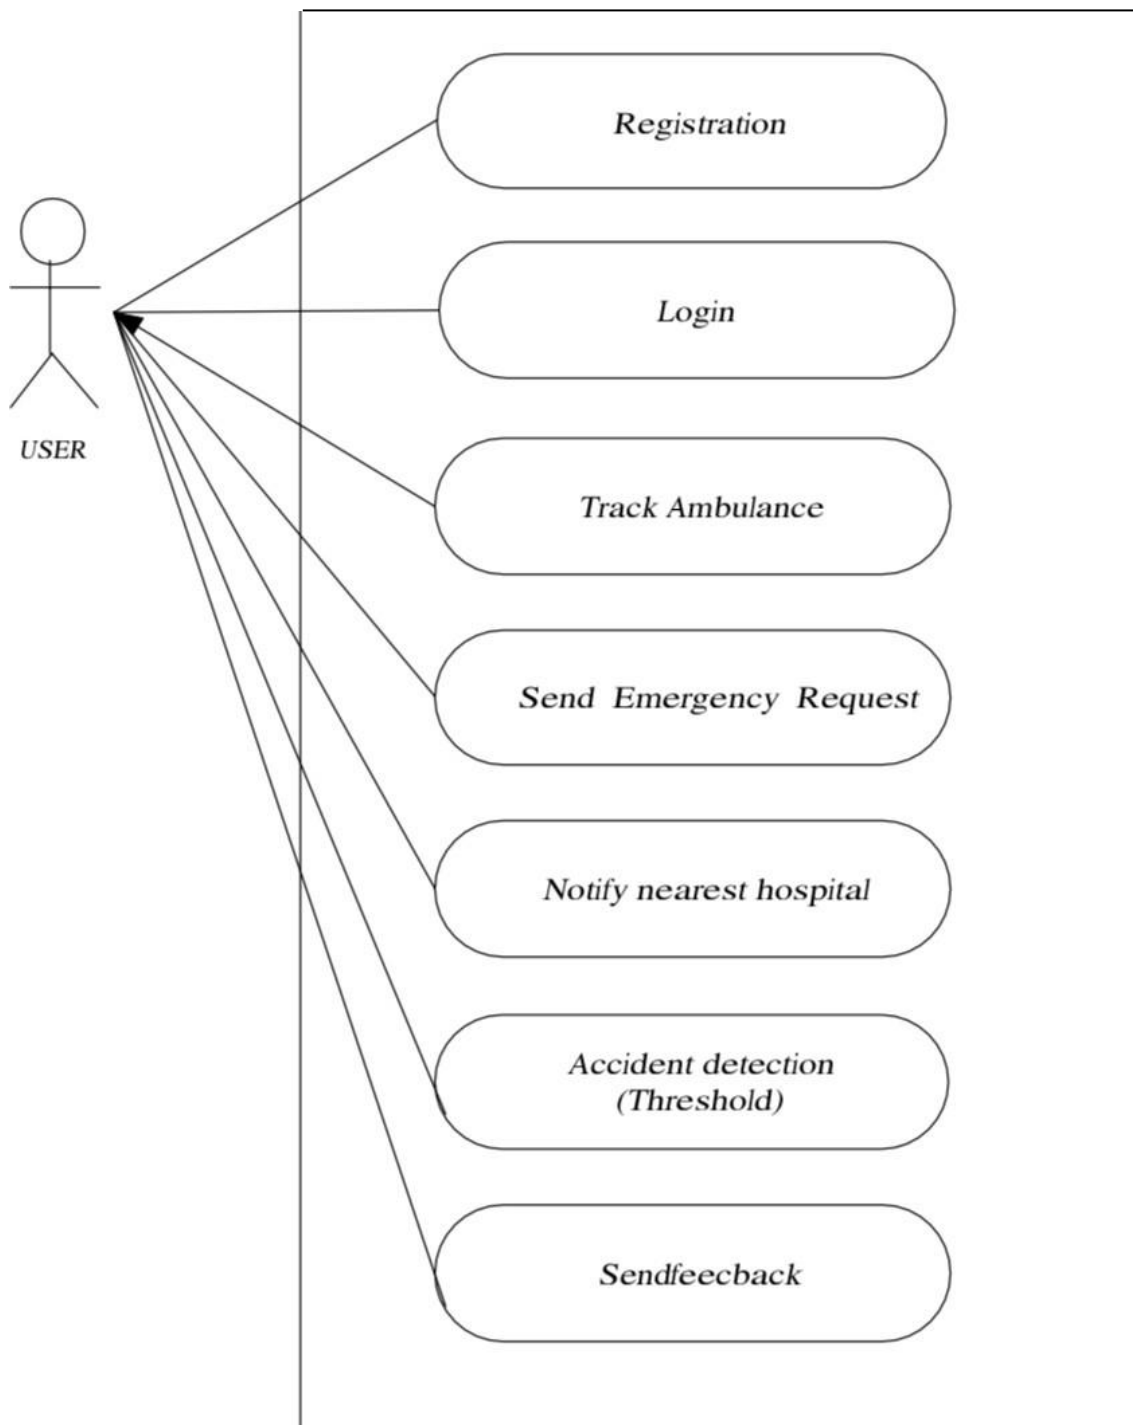 Registration
Login
USER
Track Ambulance
Send Emergency Request
Notify nearest hospital
Accident detection
(Threshold)
Sendfeecback